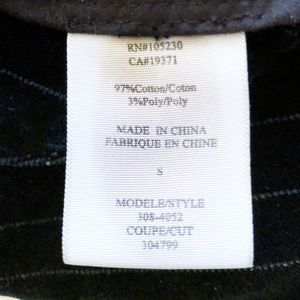 RN#105230
CA#19371
97%Cotton/Coton
3%Poly/Poly
MADE IN CHINA
FABRIQUE EN CHINE
S
MODELE/STYLE
308-4052
COUPE/CUT
304799